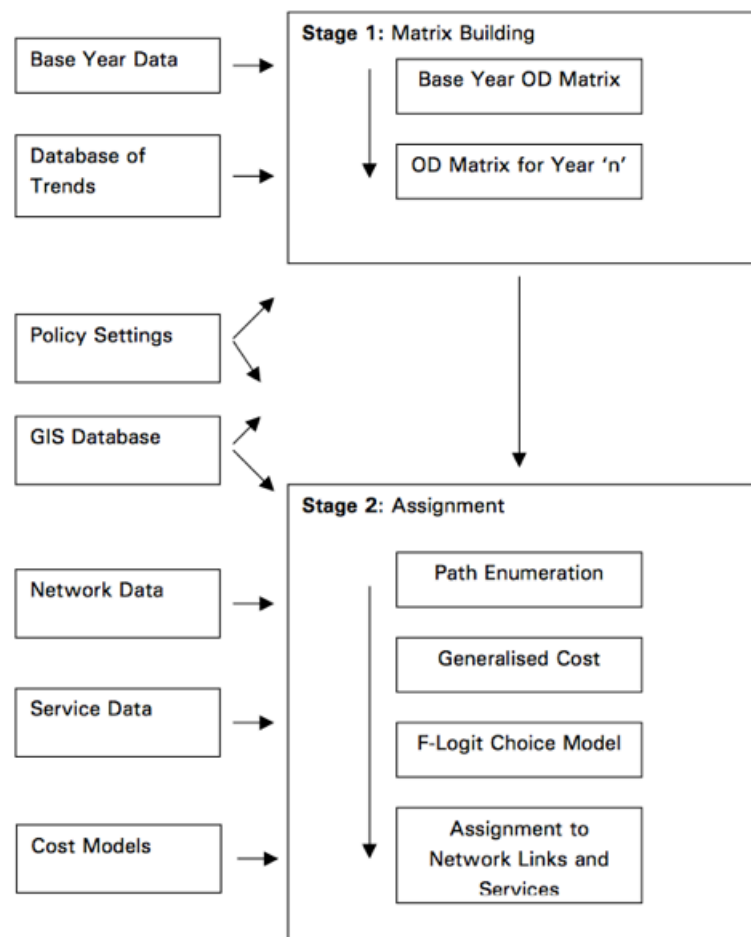 Stage 1: Matrix Building
Base Year Data
Base Year OD Matrix
Database of
Trends
OD Matrix for Year ‘n’
Policy Settings
GIS Database
Stage 2: Assignment
Path Enumeration
Network Data
Generalised Cost
Service Data
F-Logit Choice Model
Cost Models
Assignment to
Network Links and
Services